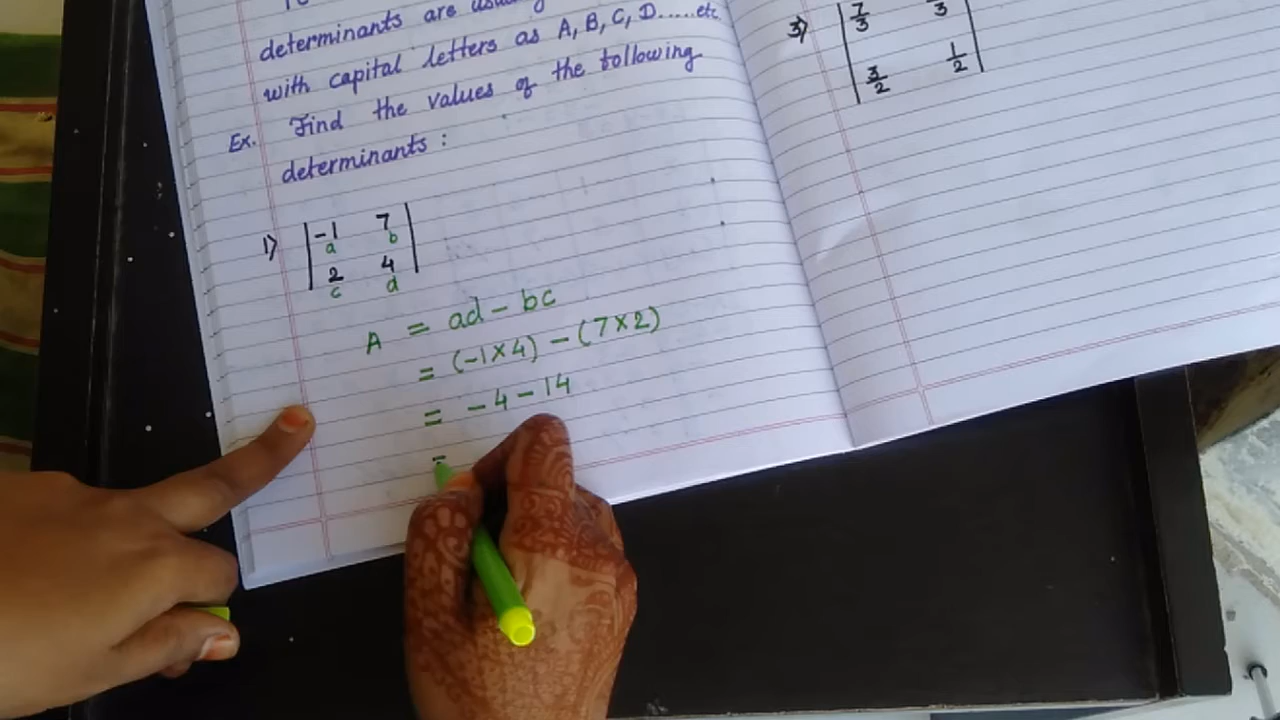 determinants are
with capital letters as A, B, C, D.....etc
Ex. Find the values of the following
determinants :
1) | -1 7 |
a b
| 2 4 |
c d
A = ad - bc
= (-1×4) - (7×2)
= -4 - 14
=
3) | 7/3 /3 |
| 3/2 1/2 |